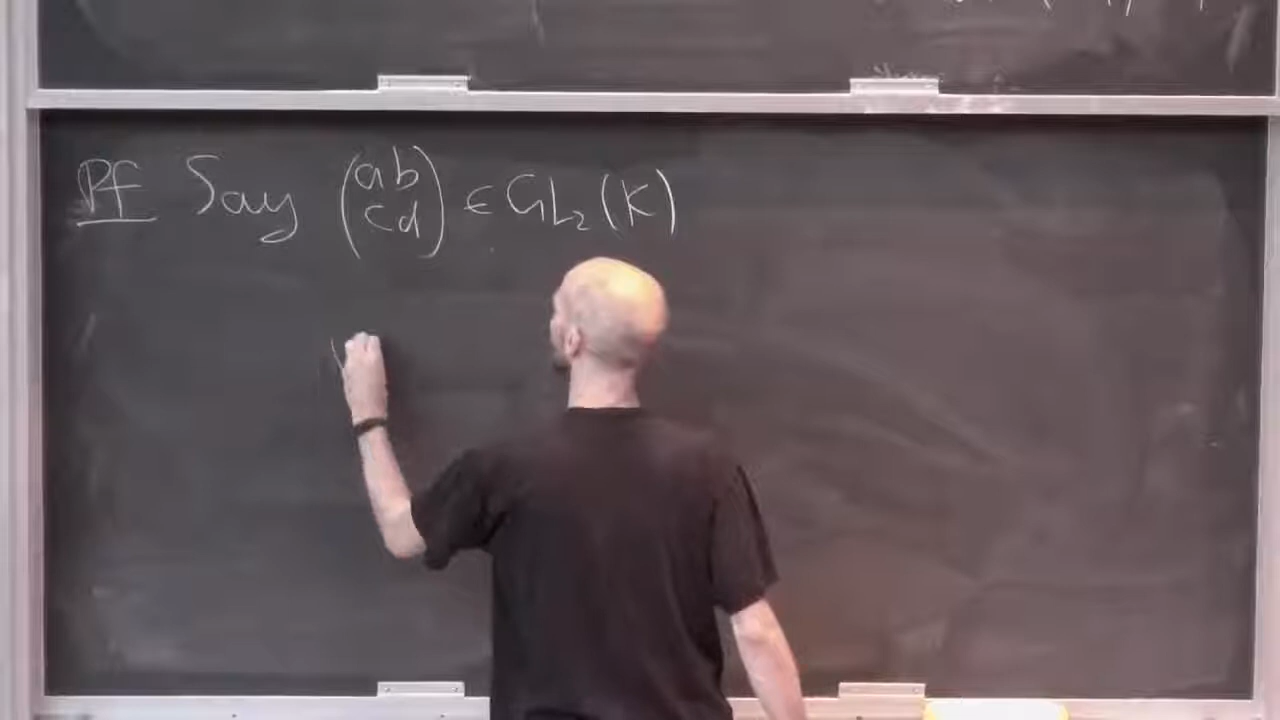 Pf Say (a b
c d) ∈ GL₂(K)